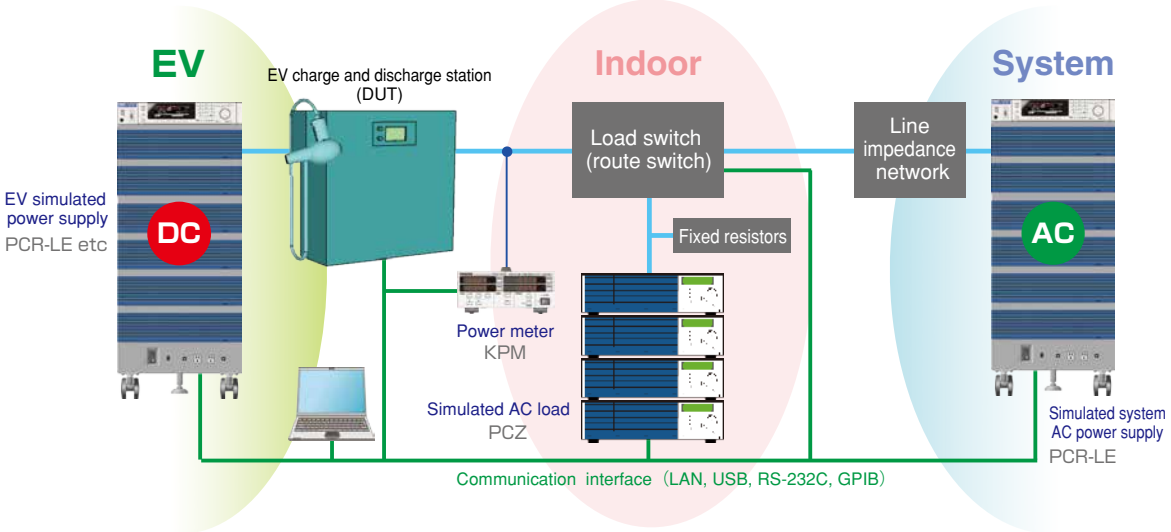 EV
Indoor
System
EV charge and discharge station
(DUT)
Load switch
(route switch)
Line
impedance
network
EV simulated
power supply
PCR-LE etc
DC
Fixed resistors
AC
Power meter
KPM
Simulated AC load
PCZ
Simulated system
AC power supply
PCR-LE
Communication interface (LAN, USB, RS-232C, GPIB)